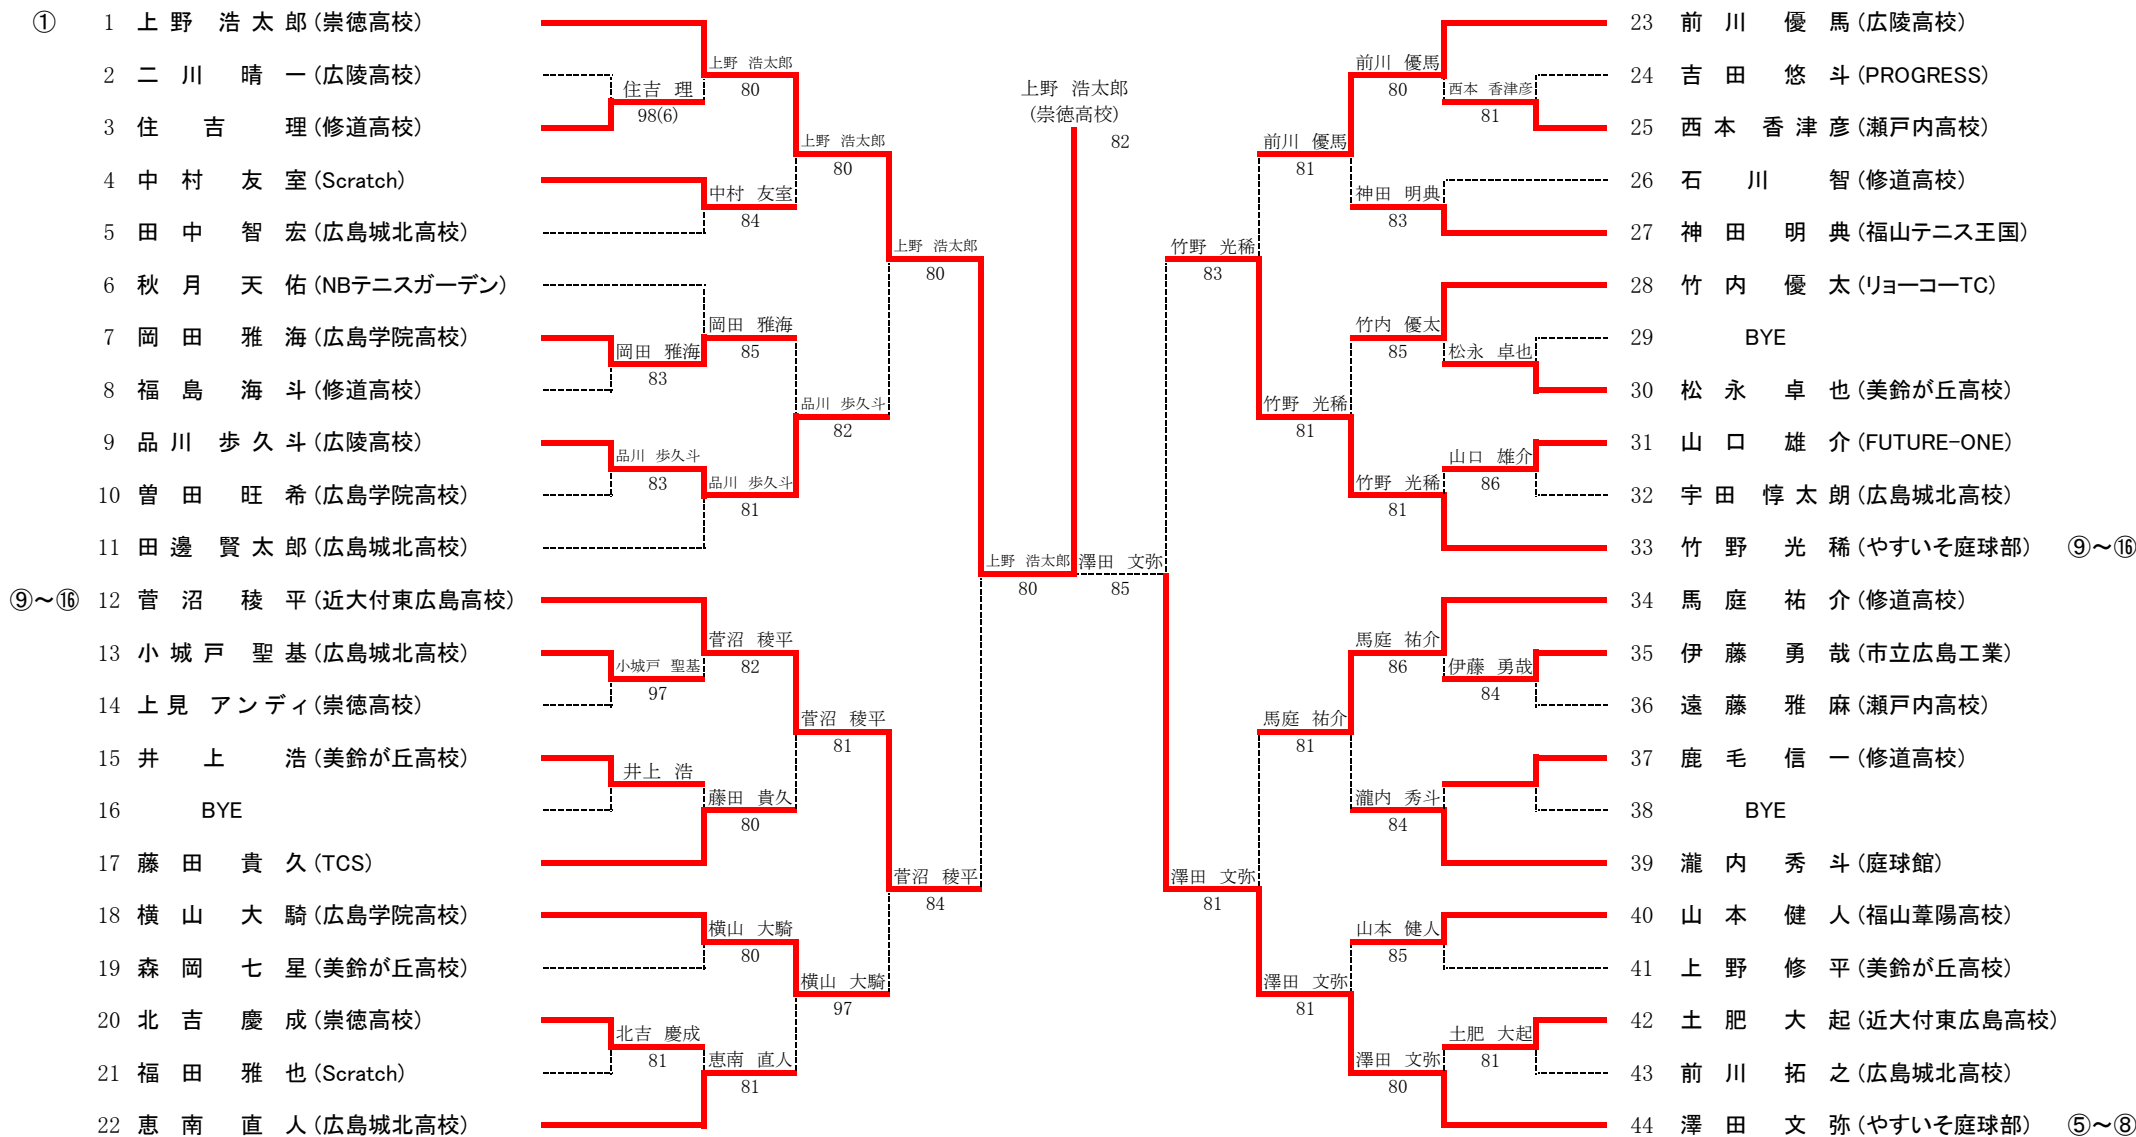 ① 1 上野 浩太郎 (崇徳高校)
2 二川 晴一 (広陵高校)
3 住吉 理 (修道高校)
4 中村 友室 (Scratch)
5 田中 智宏 (広島城北高校)
6 秋月 天佑 (NBテニスガーデン)
7 岡田 雅海 (広島学院高校)
8 福島 海斗 (修道高校)
9 品川 歩久斗 (広陵高校)
10 曽田 旺希 (広島学院高校)
11 田邊 賢太郎 (広島城北高校)
⑨～⑯ 12 菅沼 稜平 (近大付東広島高校)
13 小城戸 聖基 (広島城北高校)
14 上見 アンディ (崇徳高校)
15 井上 浩 (美鈴が丘高校)
16 BYE
17 藤田 貴久 (TCS)
18 横山 大騎 (広島学院高校)
19 森岡 七星 (美鈴が丘高校)
20 北吉 慶成 (崇徳高校)
21 福田 雅也 (Scratch)
22 恵南 直人 (広島城北高校)
住吉 理
98(6)
岡田 雅海
83
品川 歩久斗
83
小城戸 聖基
97
井上 浩
北吉 慶成
81
上野 浩太郎
80
中村 友室
84
岡田 雅海
85
品川 歩久斗
81
菅沼 稜平
82
藤田 貴久
80
横山 大騎
80
恵南 直人
81
上野 浩太郎
80
品川 歩久斗
82
菅沼 稜平
81
横山 大騎
97
上野 浩太郎
80
菅沼 稜平
84
上野 浩太郎
80
上野 浩太郎
(崇徳高校)
82
澤田 文弥
85
竹野 光稀
83
澤田 文弥
81
前川 優馬
81
竹野 光稀
81
馬庭 祐介
81
澤田 文弥
81
前川 優馬
80
神田 明典
83
竹内 優太
85
竹野 光稀
81
馬庭 祐介
86
瀧内 秀斗
84
山本 健人
85
澤田 文弥
80
西本 香津彦
81
松永 卓也
山口 雄介
86
伊藤 勇哉
84
土肥 大起
81
23 前川 優馬 (広陵高校)
24 吉田 悠斗 (PROGRESS)
25 西本 香津彦 (瀬戸内高校)
26 石川 智 (修道高校)
27 神田 明典 (福山テニス王国)
28 竹内 優太 (リョーコーTC)
29 BYE
30 松永 卓也 (美鈴が丘高校)
31 山口 雄介 (FUTURE-ONE)
32 宇田 惇太朗 (広島城北高校)
33 竹野 光稀 (やすいそ庭球部) ⑨～⑯
34 馬庭 祐介 (修道高校)
35 伊藤 勇哉 (市立広島工業)
36 遠藤 雅麻 (瀬戸内高校)
37 鹿毛 信一 (修道高校)
38 BYE
39 瀧内 秀斗 (庭球館)
40 山本 健人 (福山葦陽高校)
41 上野 修平 (美鈴が丘高校)
42 土肥 大起 (近大付東広島高校)
43 前川 拓之 (広島城北高校)
44 澤田 文弥 (やすいそ庭球部) ⑤～⑧